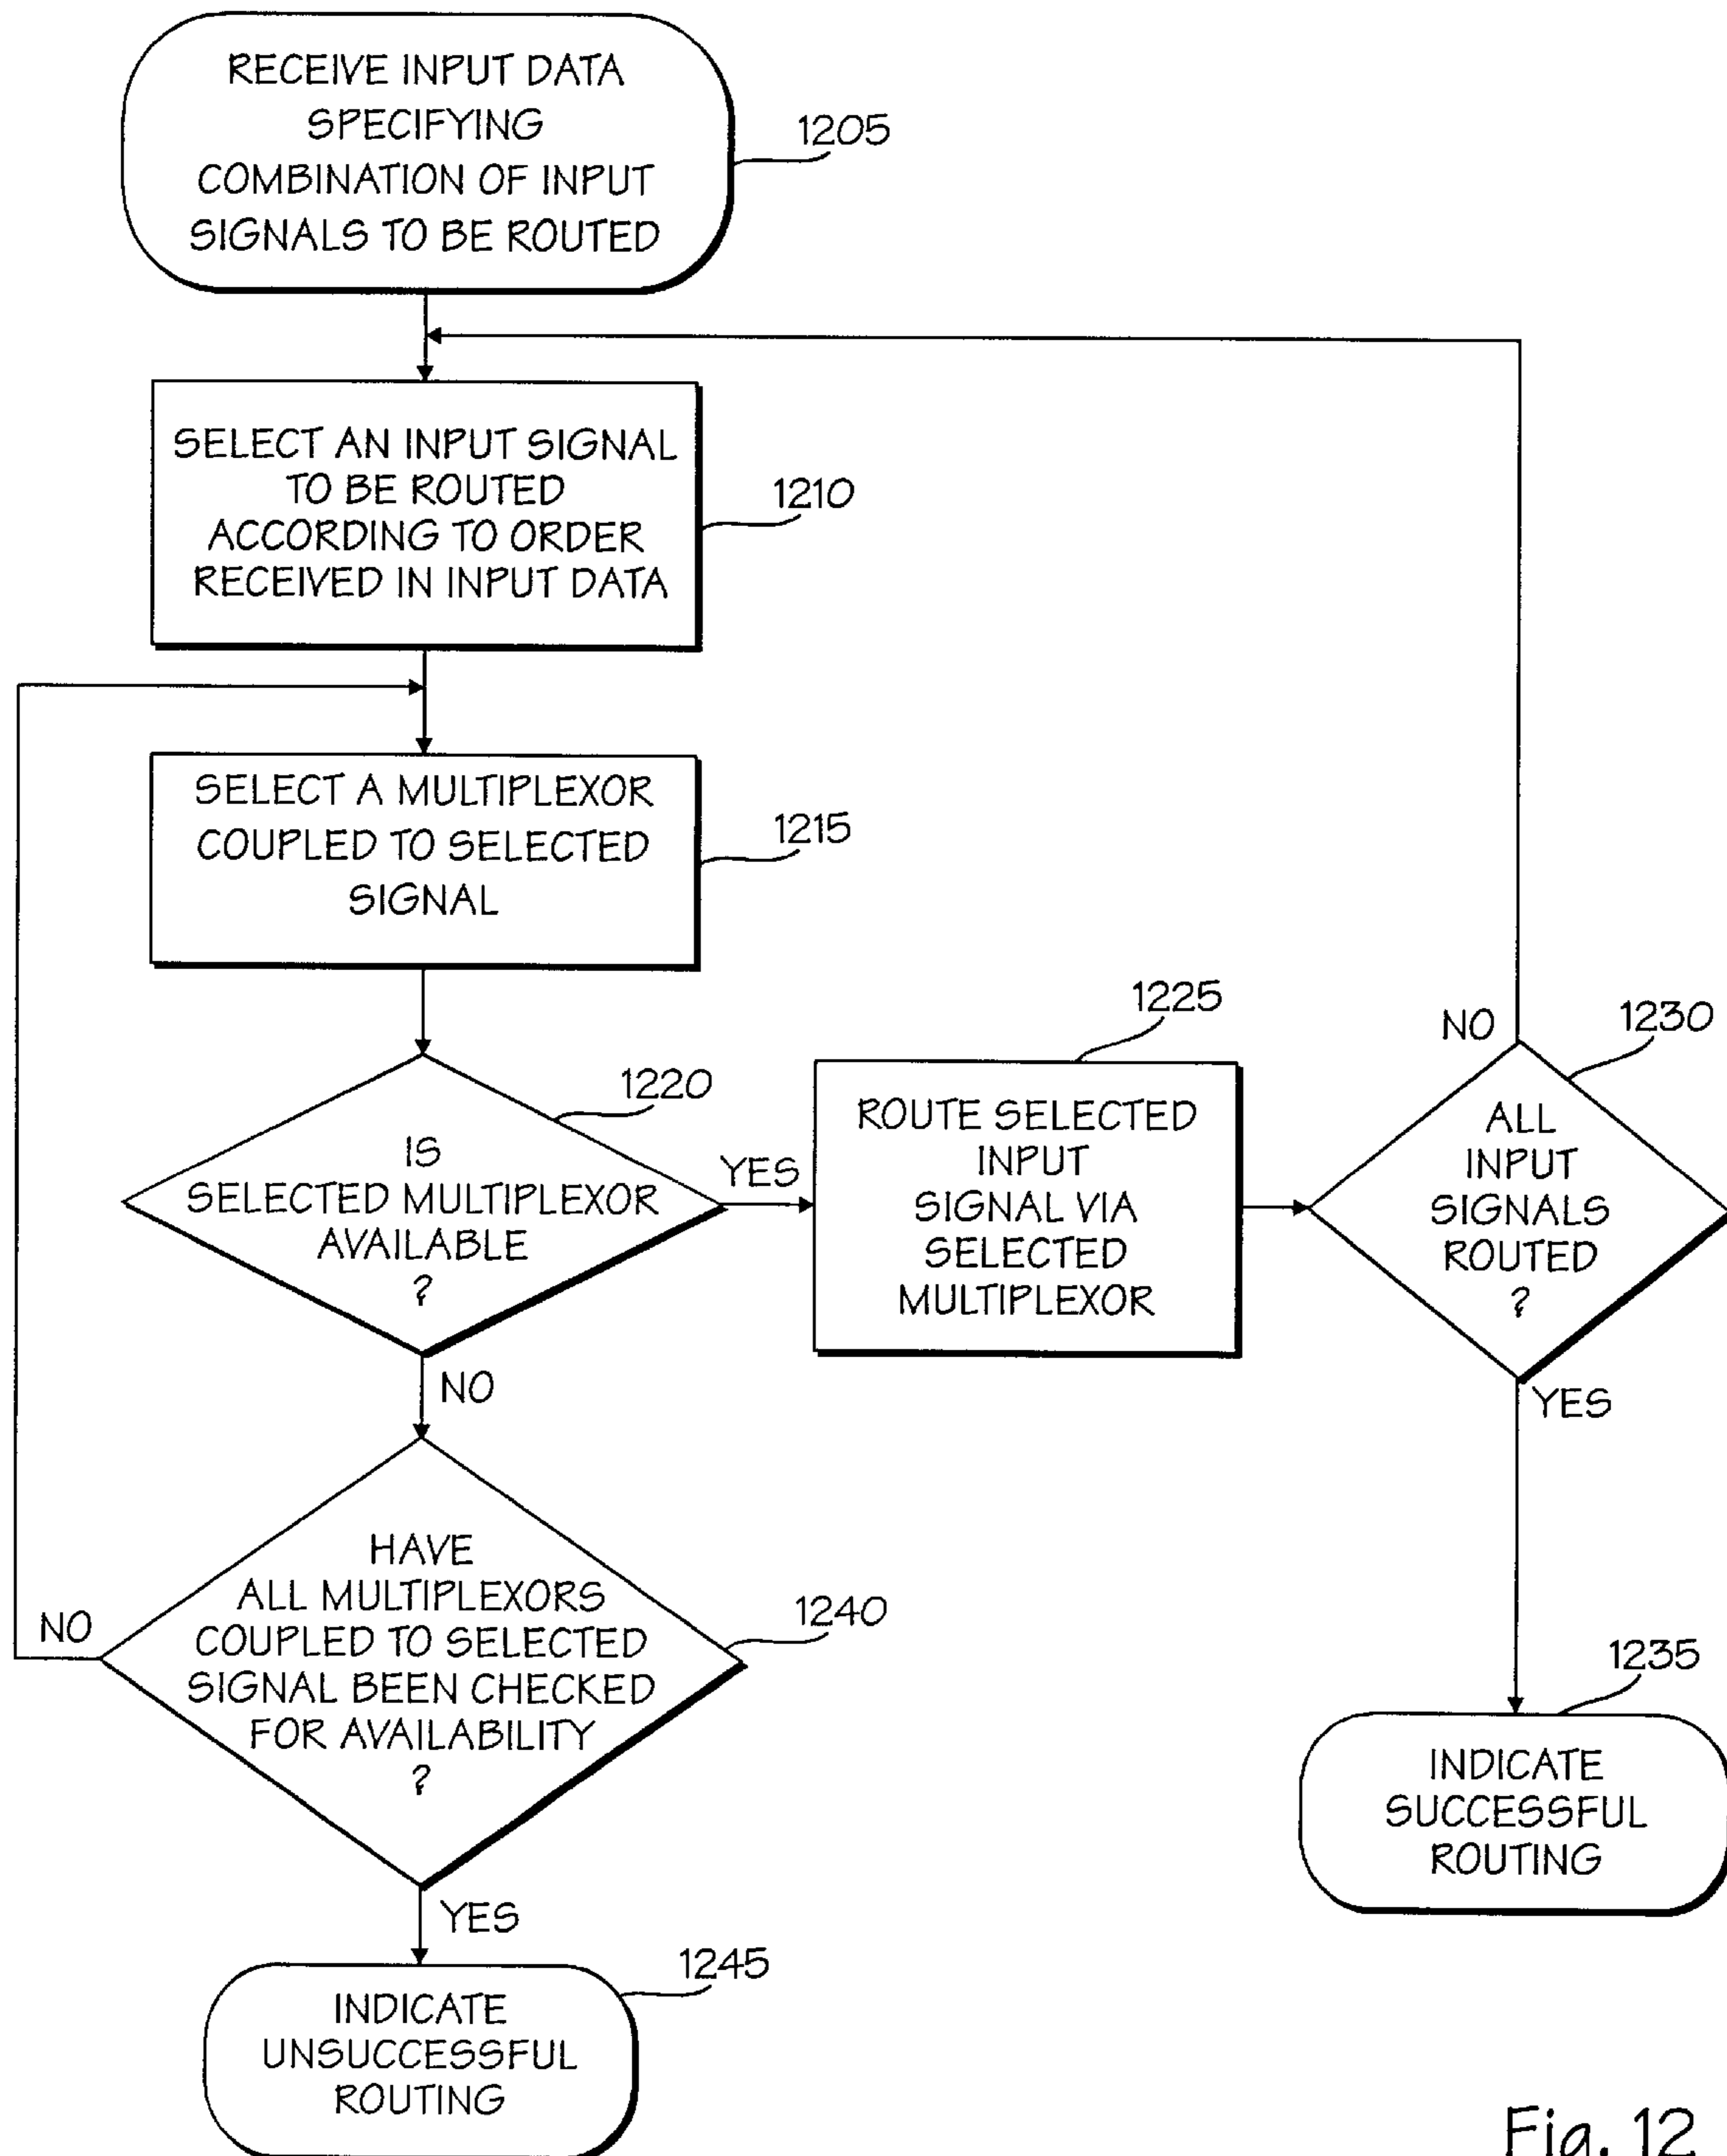 RECEIVE INPUT DATA
SPECIFYING
COMBINATION OF INPUT
SIGNALS TO BE ROUTED
1205
SELECT AN INPUT SIGNAL
TO BE ROUTED
ACCORDING TO ORDER
RECEIVED IN INPUT DATA
1210
SELECT A MULTIPLEXOR
COUPLED TO SELECTED
SIGNAL
1215
IS
SELECTED MULTIPLEXOR
AVAILABLE
?
1220
YES
NO
ROUTE SELECTED
INPUT
SIGNAL VIA
SELECTED
MULTIPLEXOR
1225
ALL
INPUT
SIGNALS
ROUTED
?
1230
NO
YES
HAVE
ALL MULTIPLEXORS
COUPLED TO SELECTED
SIGNAL BEEN CHECKED
FOR AVAILABILITY
?
1240
NO
YES
INDICATE
SUCCESSFUL
ROUTING
1235
INDICATE
UNSUCCESSFUL
ROUTING
1245
Fig. 12